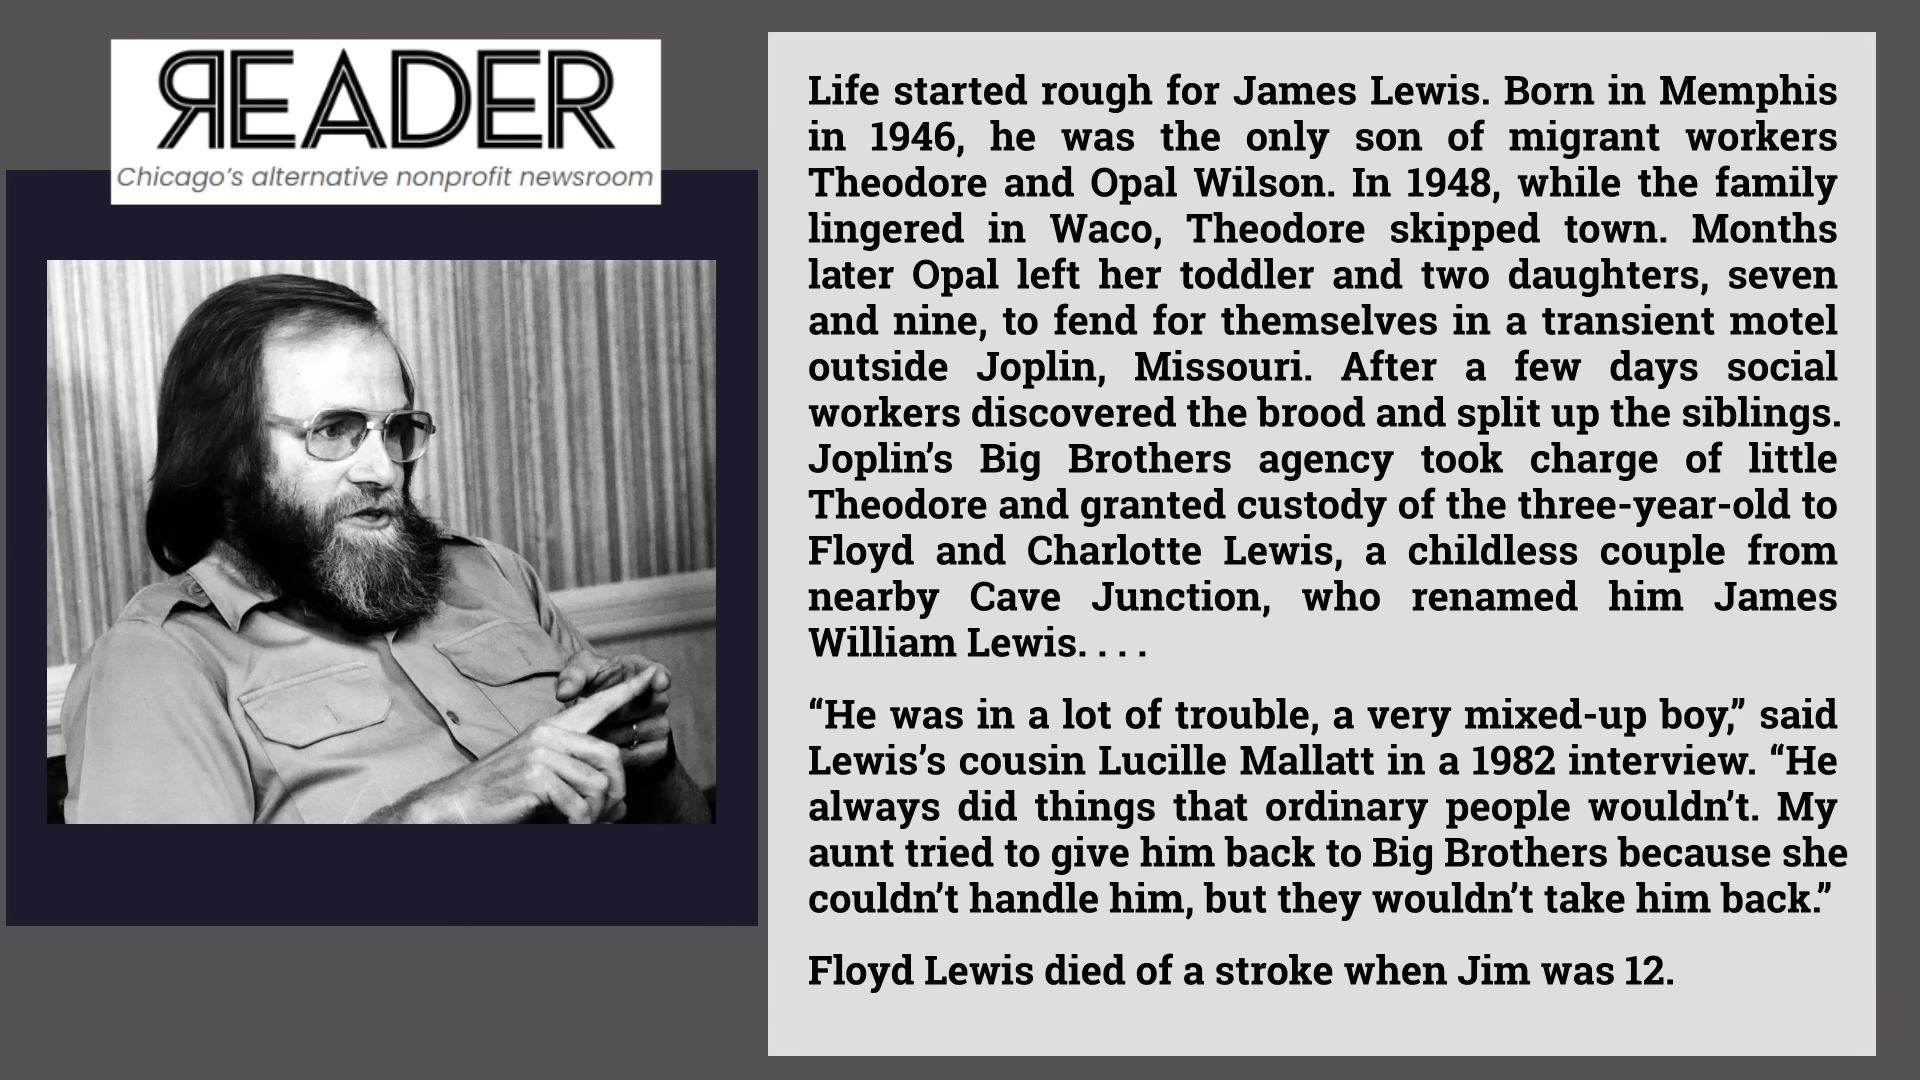 READER
Chicago’s alternative nonprofit newsroom
Life started rough for James Lewis. Born in Memphis
in 1946, he was the only son of migrant workers
Theodore and Opal Wilson. In 1948, while the family
lingered in Waco, Theodore skipped town. Months
later Opal left her toddler and two daughters, seven
and nine, to fend for themselves in a transient motel
outside Joplin, Missouri. After a few days social
workers discovered the brood and split up the siblings.
Joplin’s Big Brothers agency took charge of little
Theodore and granted custody of the three-year-old to
Floyd and Charlotte Lewis, a childless couple from
nearby Cave Junction, who renamed him James
William Lewis. . . .
“He was in a lot of trouble, a very mixed-up boy,” said
Lewis’s cousin Lucille Mallatt in a 1982 interview. “He
always did things that ordinary people wouldn’t. My
aunt tried to give him back to Big Brothers because she
couldn’t handle him, but they wouldn’t take him back.”
Floyd Lewis died of a stroke when Jim was 12.